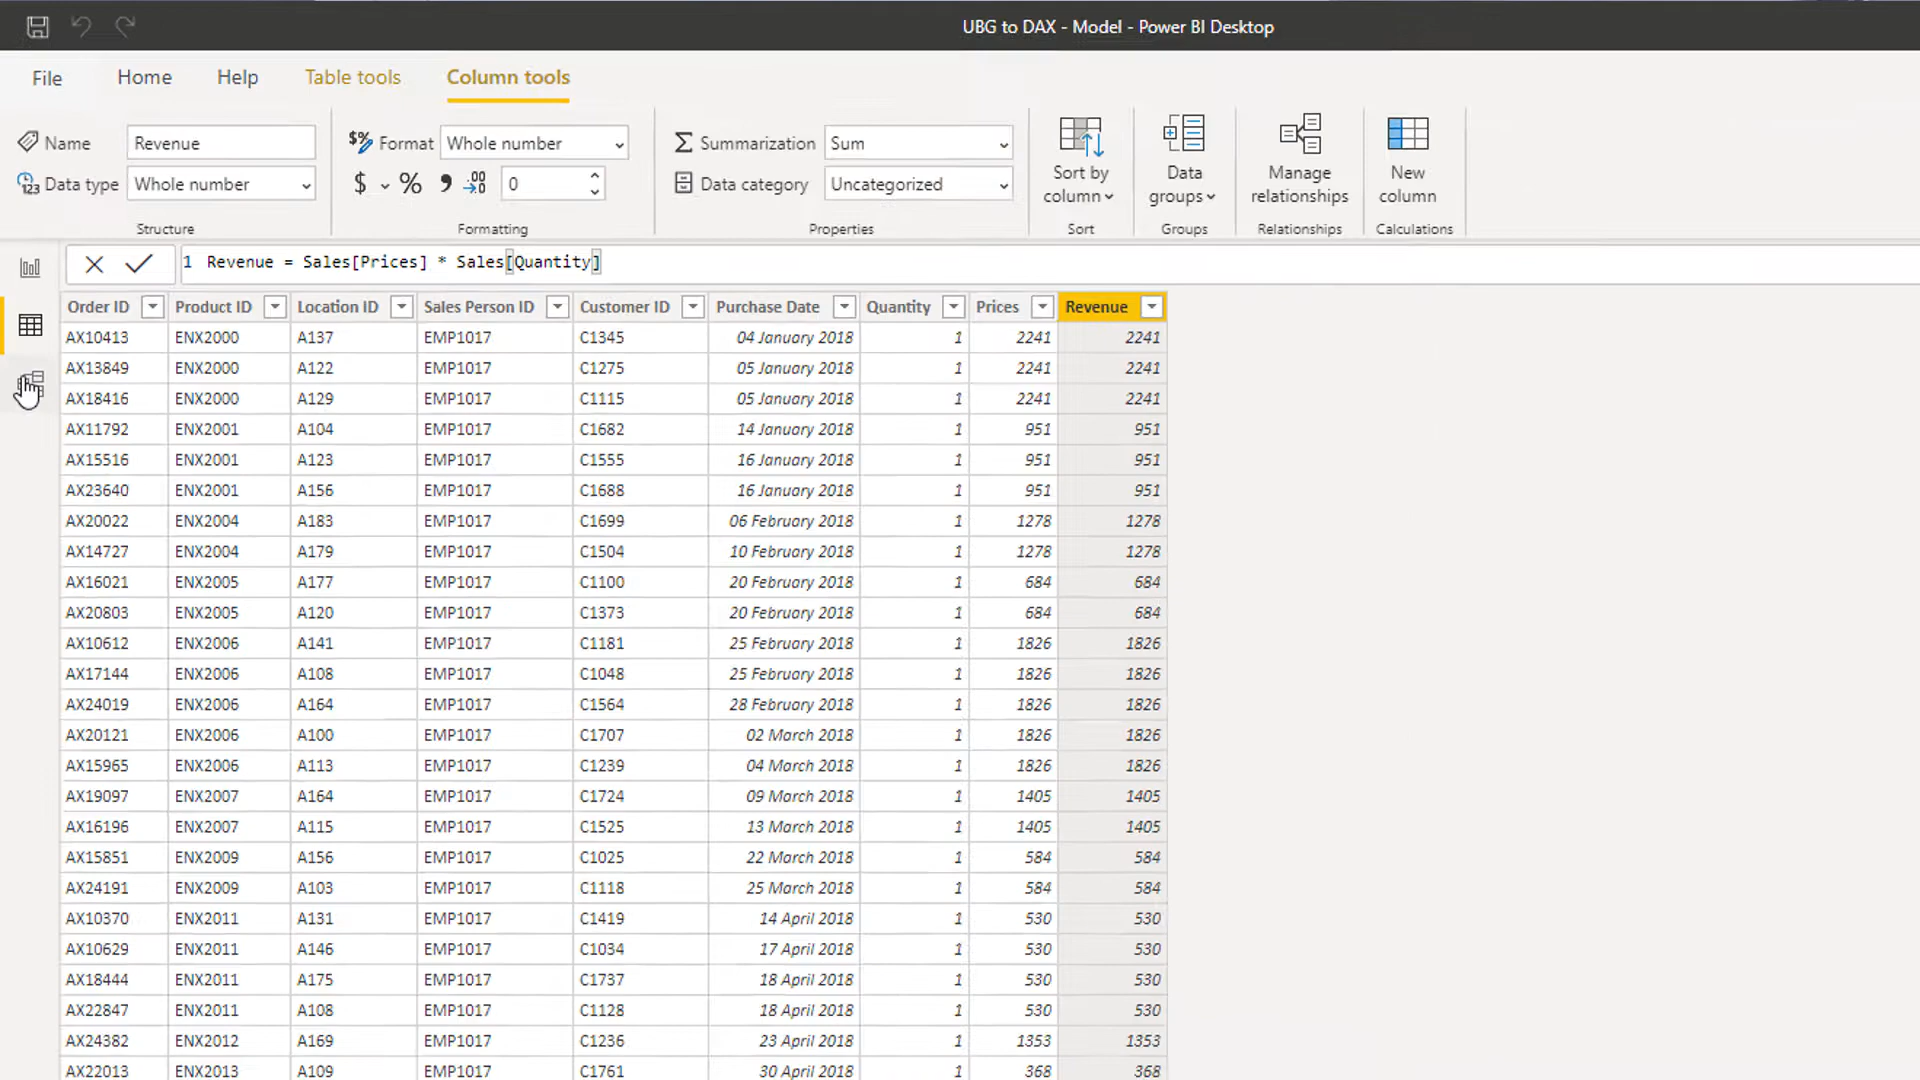 UBG to DAX - Model - Power BI Desktop
File Home Help Table tools Column tools
Name Revenue $% Format Whole number Σ Summarization Sum Sort by column Data groups Manage relationships New column
123 Data type Whole number $ % , .00 0 Data category Uncategorized
Structure Formatting Properties Sort Groups Relationships Calculations
1 Revenue = Sales[Prices] * Sales[Quantity]
Order ID Product ID Location ID Sales Person ID Customer ID Purchase Date Quantity Prices Revenue
AX10413 ENX2000 A137 EMP1017 C1345 04 January 2018 1 2241 2241
AX13849 ENX2000 A122 EMP1017 C1275 05 January 2018 1 2241 2241
AX18416 ENX2000 A129 EMP1017 C1115 05 January 2018 1 2241 2241
AX11792 ENX2001 A104 EMP1017 C1682 14 January 2018 1 951 951
AX15516 ENX2001 A123 EMP1017 C1555 16 January 2018 1 951 951
AX23640 ENX2001 A156 EMP1017 C1688 16 January 2018 1 951 951
AX20022 ENX2004 A183 EMP1017 C1699 06 February 2018 1 1278 1278
AX14727 ENX2004 A179 EMP1017 C1504 10 February 2018 1 1278 1278
AX16021 ENX2005 A177 EMP1017 C1100 20 February 2018 1 684 684
AX20803 ENX2005 A120 EMP1017 C1373 20 February 2018 1 684 684
AX10612 ENX2006 A141 EMP1017 C1181 25 February 2018 1 1826 1826
AX17144 ENX2006 A108 EMP1017 C1048 25 February 2018 1 1826 1826
AX24019 ENX2006 A164 EMP1017 C1564 28 February 2018 1 1826 1826
AX20121 ENX2006 A100 EMP1017 C1707 02 March 2018 1 1826 1826
AX15965 ENX2006 A113 EMP1017 C1239 04 March 2018 1 1826 1826
AX19097 ENX2007 A164 EMP1017 C1724 09 March 2018 1 1405 1405
AX16196 ENX2007 A115 EMP1017 C1525 13 March 2018 1 1405 1405
AX15851 ENX2009 A156 EMP1017 C1025 22 March 2018 1 584 584
AX24191 ENX2009 A103 EMP1017 C1118 25 March 2018 1 584 584
AX10370 ENX2011 A131 EMP1017 C1419 14 April 2018 1 530 530
AX10629 ENX2011 A146 EMP1017 C1034 17 April 2018 1 530 530
AX18444 ENX2011 A175 EMP1017 C1737 18 April 2018 1 530 530
AX22847 ENX2011 A108 EMP1017 C1128 18 April 2018 1 530 530
AX24382 ENX2012 A169 EMP1017 C1236 23 April 2018 1 1353 1353
AX22013 ENX2013 A109 EMP1017 C1761 30 April 2018 1 368 368